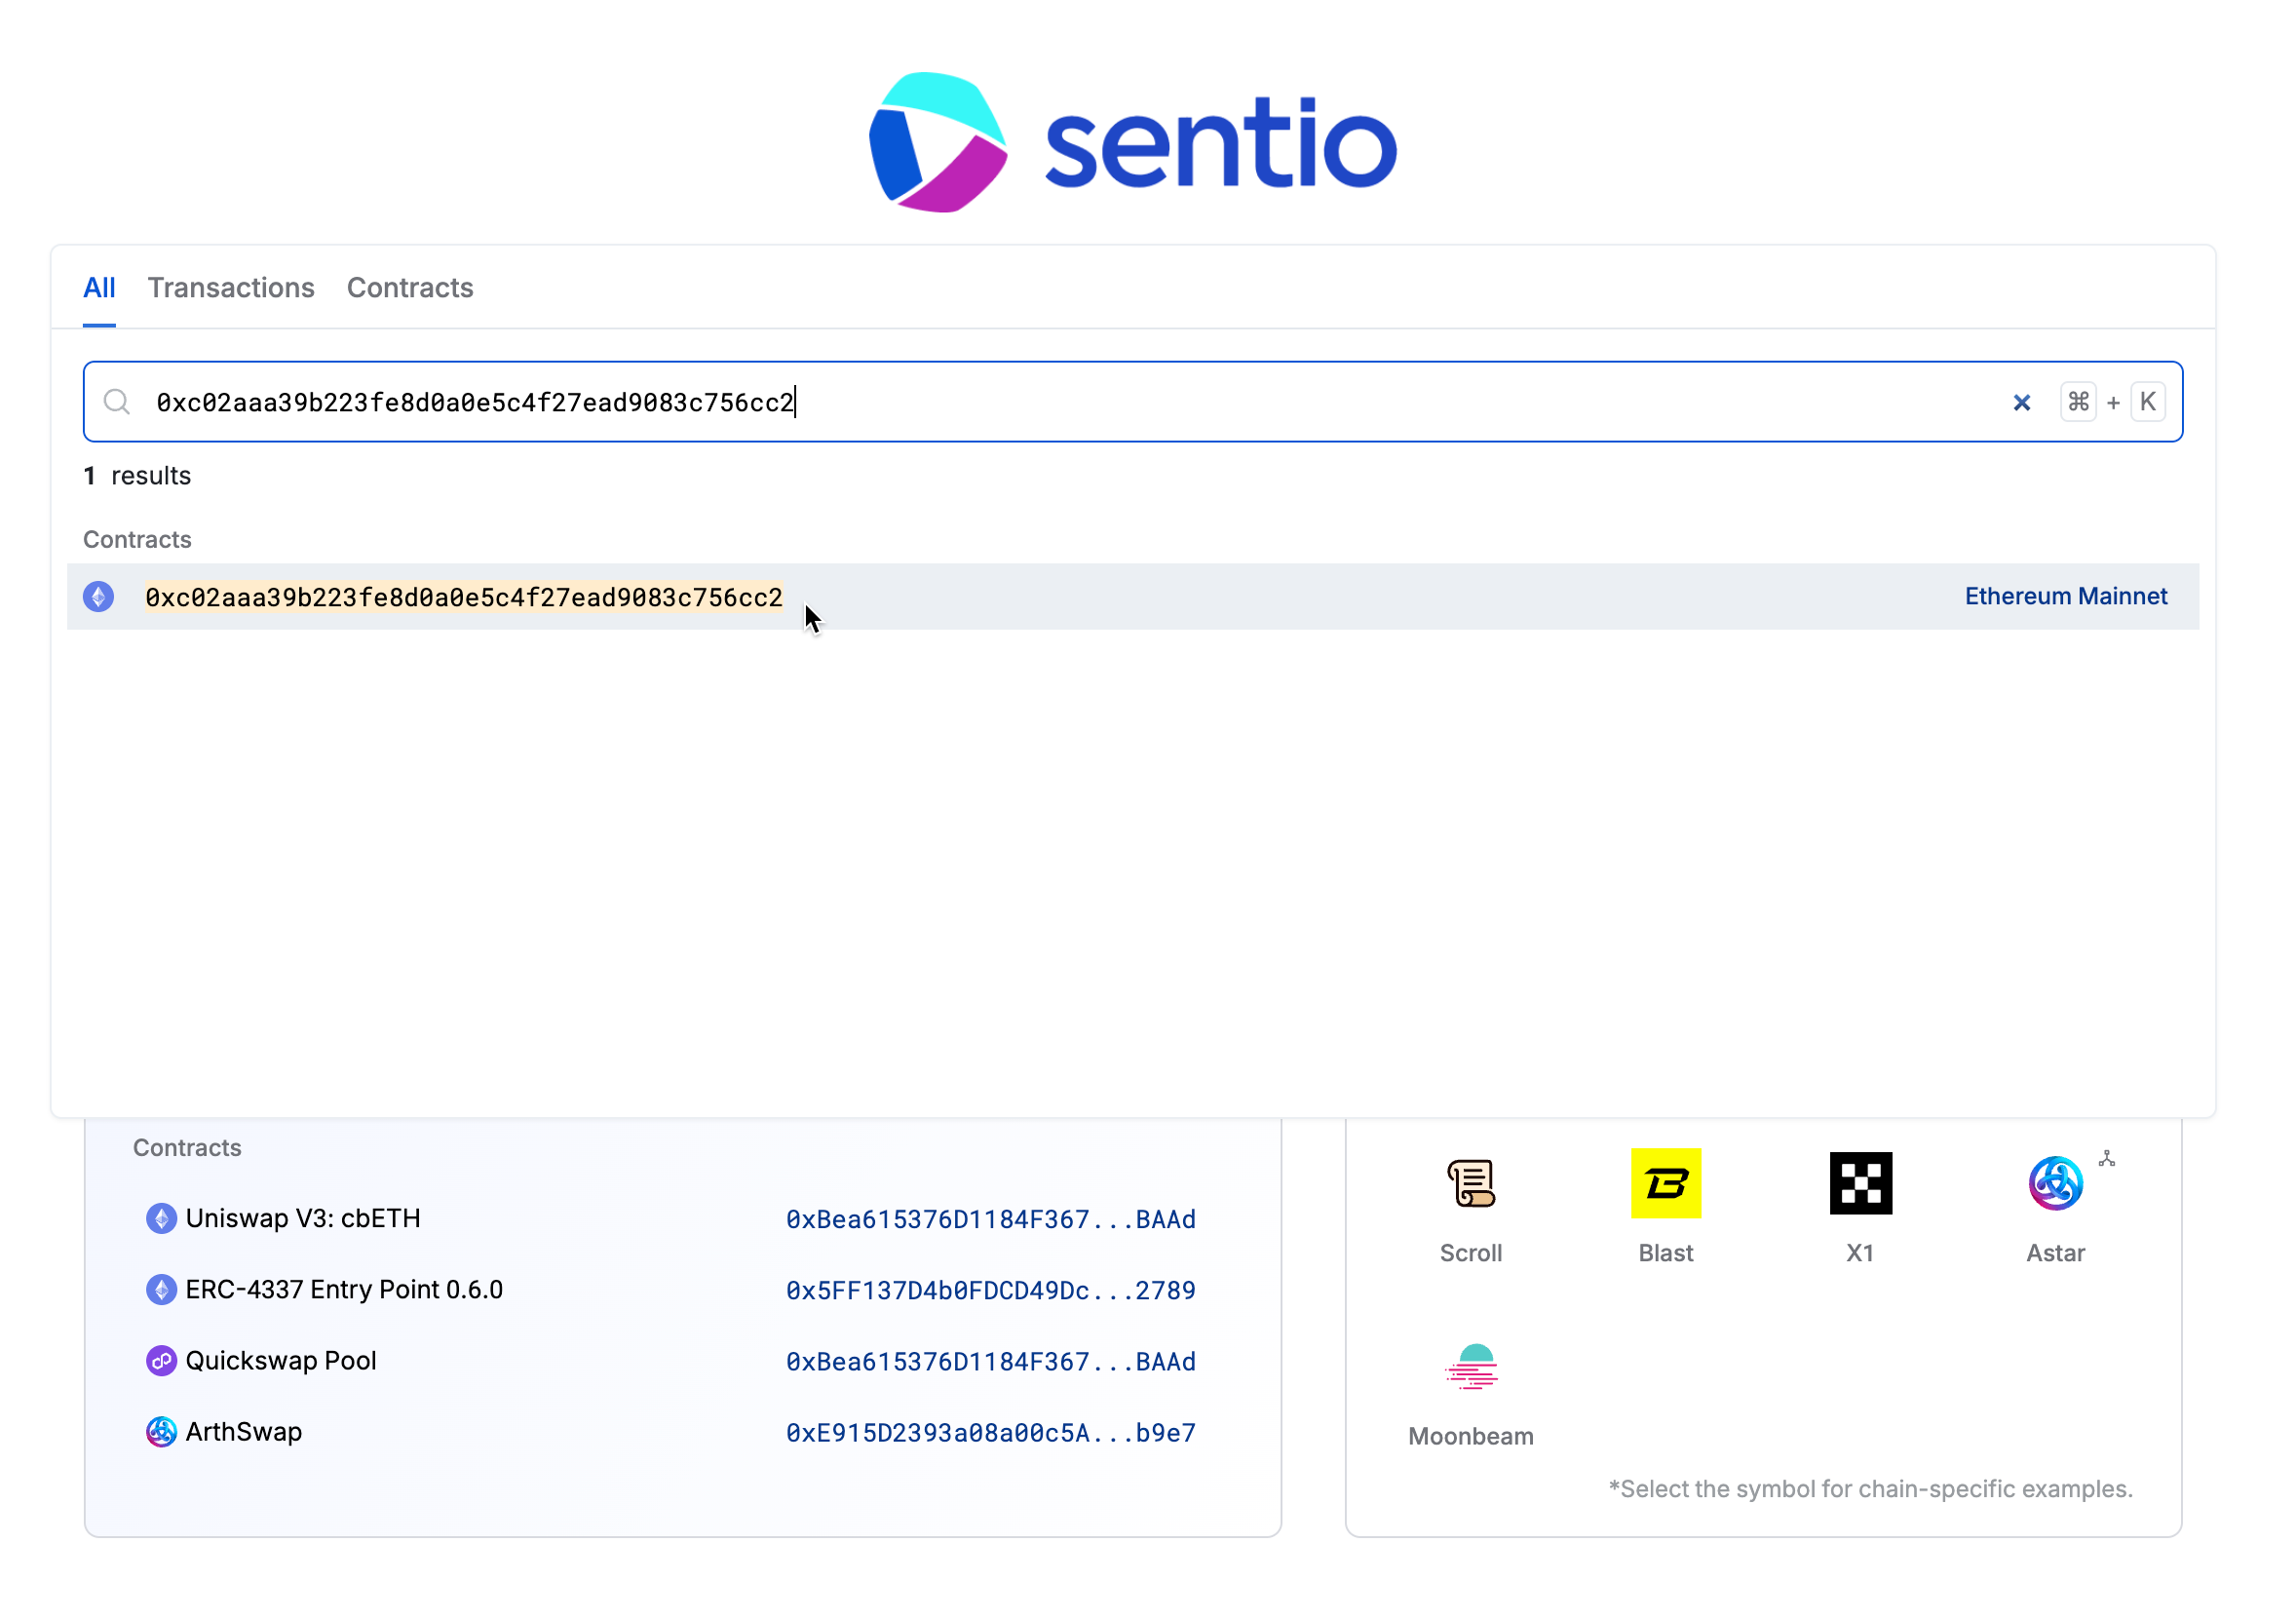 sentio
All Transactions Contracts
0xc02aaa39b223fe8d0a0e5c4f27ead9083c756cc2 × ⌘ + K
1 results
Contracts
0xc02aaa39b223fe8d0a0e5c4f27ead9083c756cc2 Ethereum Mainnet
Contracts
Uniswap V3: cbETH 0xBea615376D1184F367...BAAd
ERC-4337 Entry Point 0.6.0 0x5FF137D4b0FDCD49Dc...2789
Quickswap Pool 0xBea615376D1184F367...BAAd
ArthSwap 0xE915D2393a08a00c5A...b9e7
Scroll Blast X1 Astar
Moonbeam
*Select the symbol for chain-specific examples.